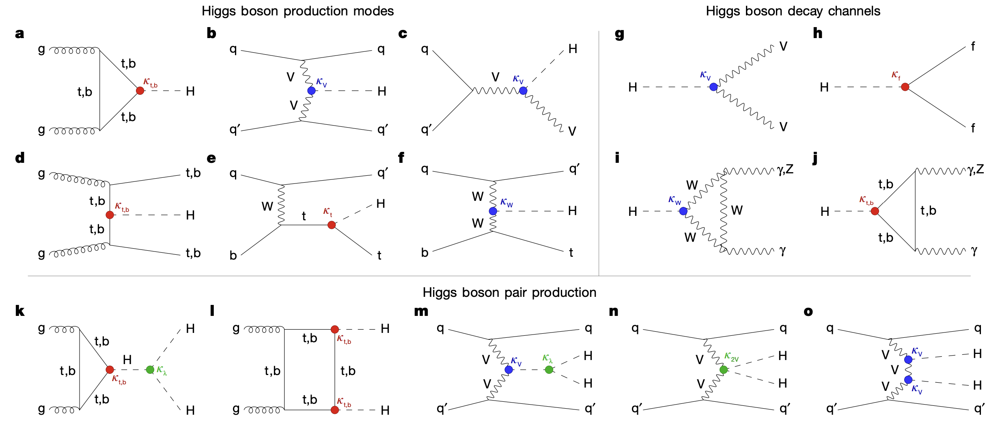 Higgs boson production modes
Higgs boson decay channels
a
g
t,b
κt,b
t,b
H
t,b
g
b
q
q
V
κV
H
V
q′
q′
c
q
H
V
κV
q′
V
g
V
κV
H
V
h
f
κf
H
f
d
g
t,b
t,b
κt,b
H
t,b
g
t,b
e
q
q′
W
H
t
κt
b
t
f
q
q′
W
κW
H
W
b
t
i
γ,Z
W
κW
H
W
W
γ
j
γ,Z
t,b
κt,b
H
t,b
t,b
γ
Higgs boson pair production
k
g
H
t,b
H
t,b
κλ
κt,b
t,b
g
H
l
g
H
t,b
κt,b
t,b
t,b
t,b
κt,b
g
H
m
q
q
V
κV
κλ
H
V
H
q′
q′
n
q
q
V
κ2V
H
V
H
q′
q′
o
q
q
V
κV
H
V
V
κV
H
q′
q′